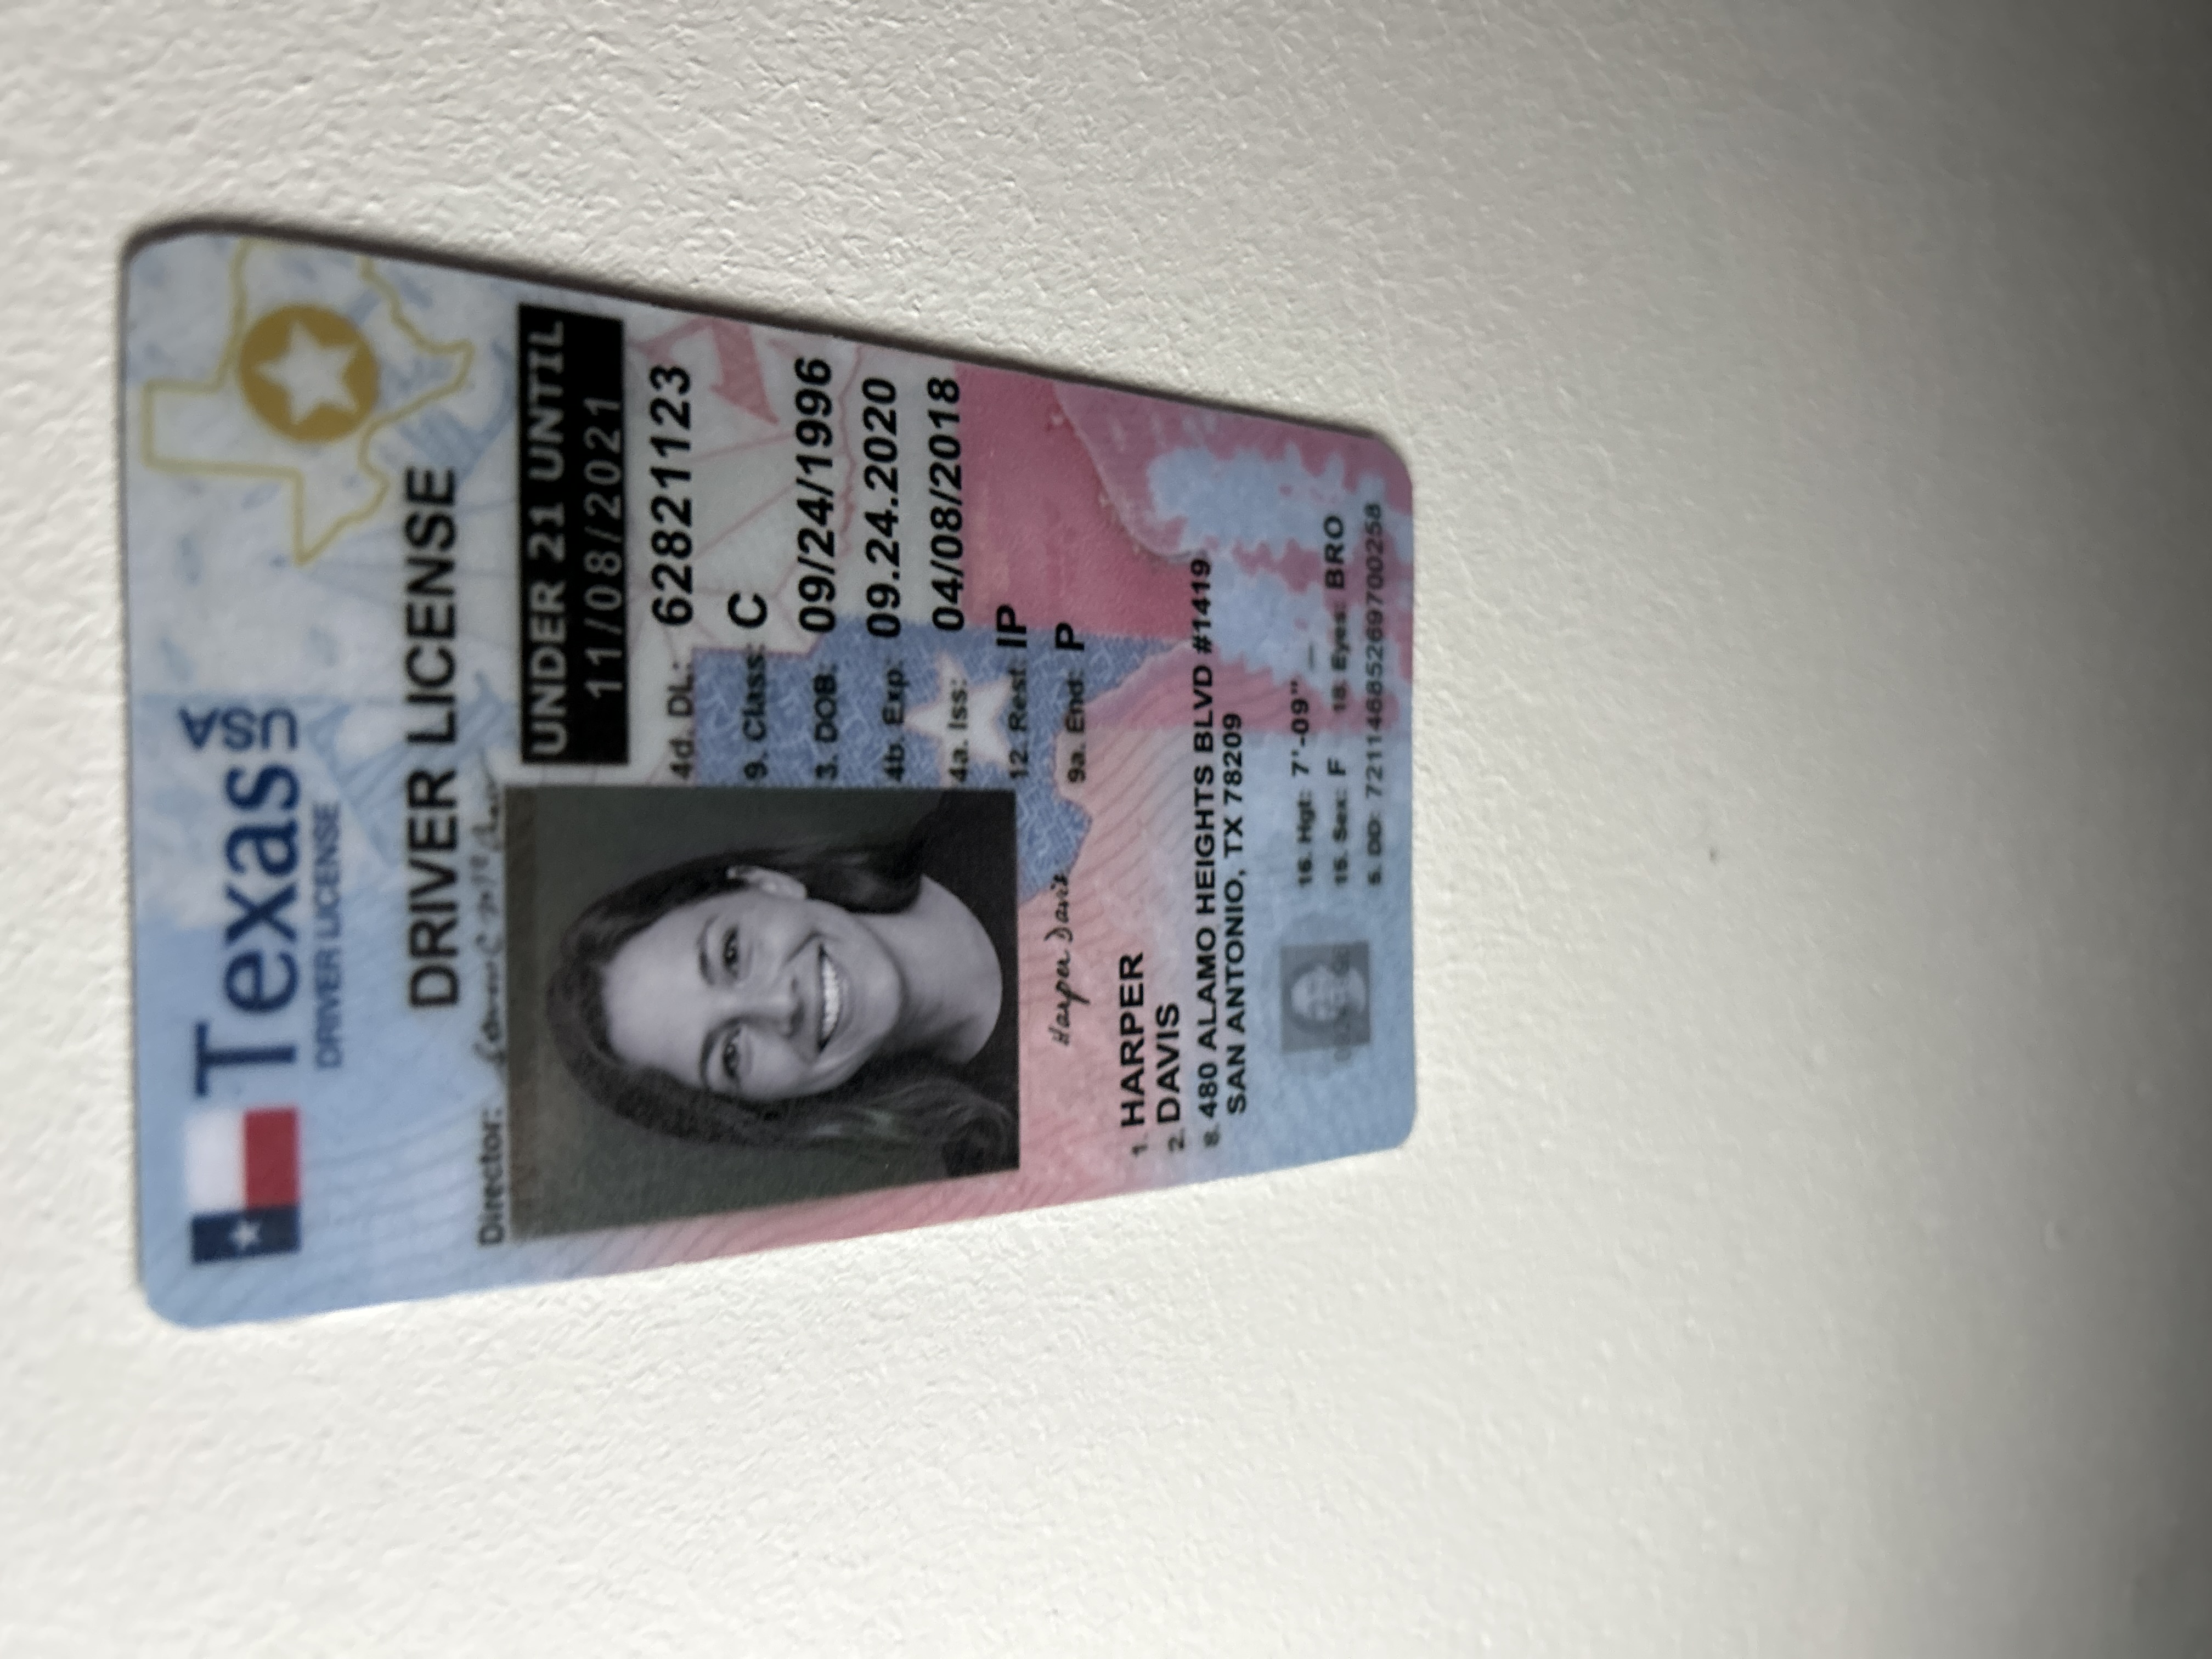 Texas USA
DRIVER LICENSE
DRIVER LICENSE
Director:
UNDER 21 UNTIL
11/08/2021
4d. DL: 62821123
9. Class: C
3. DOB: 09/24/1996
4b. Exp: 09.24.2020
4a. Iss: 04/08/2018
12. Rest: IP
9a. End: P
Harper Davis
1. HARPER
2. DAVIS
8. 480 ALAMO HEIGHTS BLVD #1419
SAN ANTONIO, TX 78209
16. Hgt: 7'-09" _
15. Sex: F 18. Eyes: BRO
5. DD: 72114685269700258